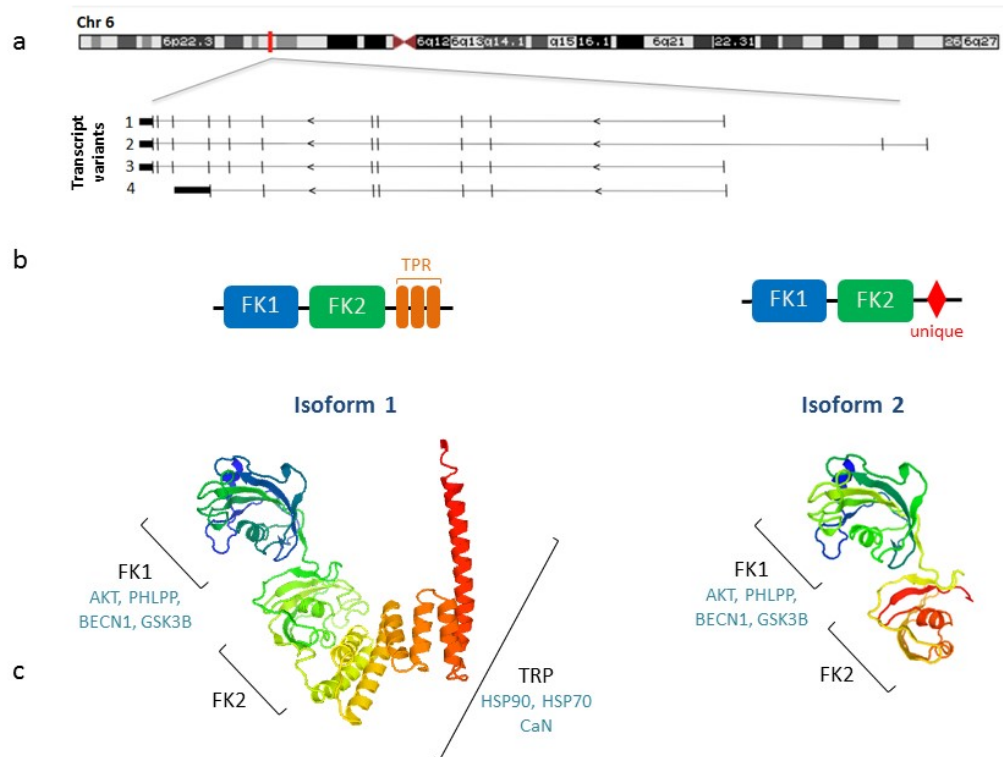 Chr 6
a
6p22.3
6q12
6q13
q14.1
q15
16.1
6q21
22.31
26
6q27
Transcript
variants
1
2
3
4
b
TPR
FK1
FK2
FK1
FK2
unique
Isoform 1
Isoform 2
FK1
AKT, PHLPP,
BECN1, GSK3B
FK2
TRP
HSP90, HSP70
CaN
FK1
AKT, PHLPP,
BECN1, GSK3B
FK2
c